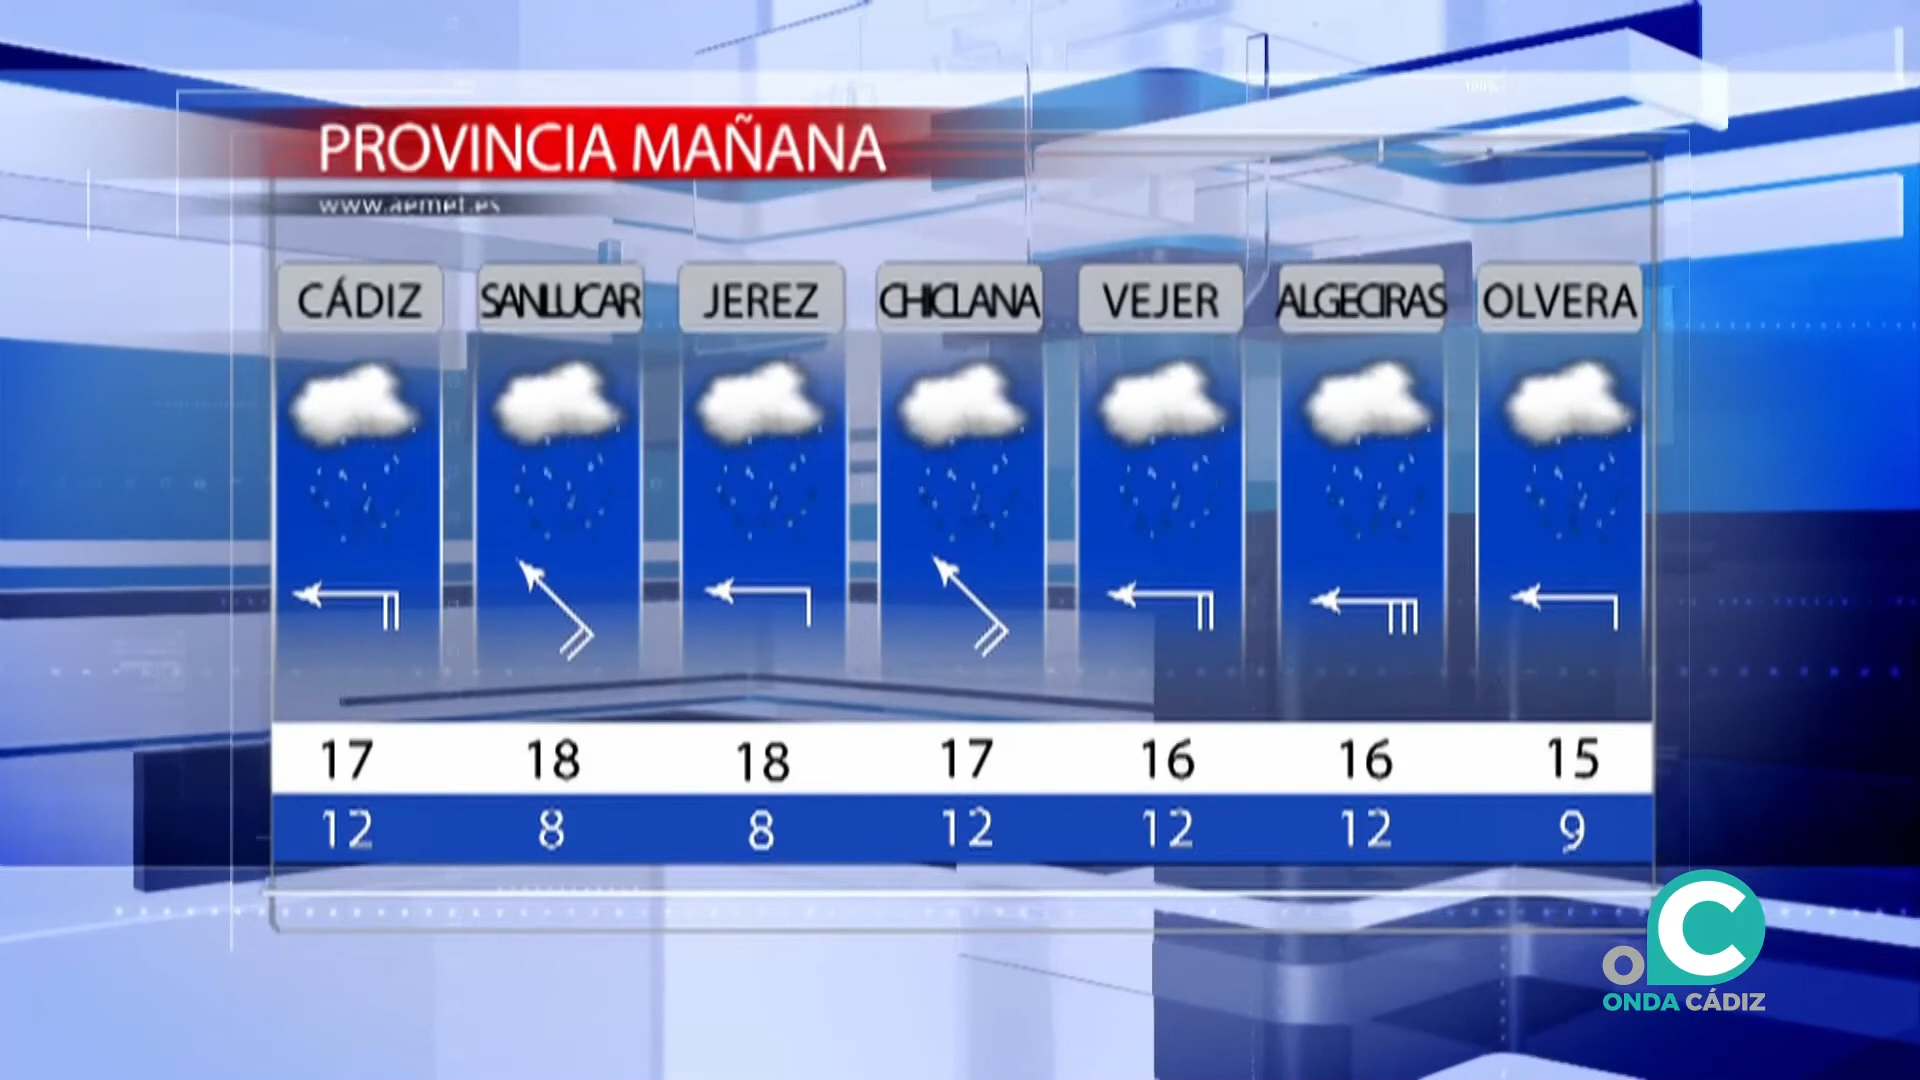 PROVINCIA MAÑANA
www.aemet.es
CÁDIZ SANLUCAR JEREZ CHICLANA VEJER ALGECIRAS OLVERA
17 18 18 17 16 16 15
12 8 8 12 12 12 9
OC
ONDA CÁDIZ